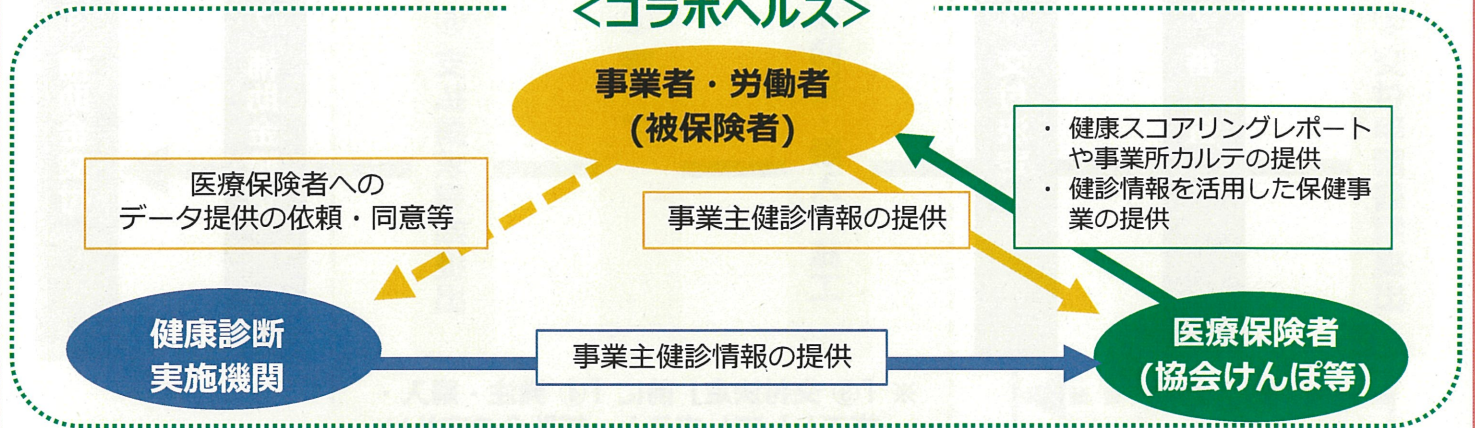 <コラボヘルス>
事業者・労働者
(被保険者)
医療保険者への
データ提供の依頼・同意等
事業主健診情報の提供
・ 健康スコアリングレポート
や事業所カルテの提供
・ 健診情報を活用した保健事
業の提供
健康診断
実施機関
事業主健診情報の提供
医療保険者
(協会けんぽ等)